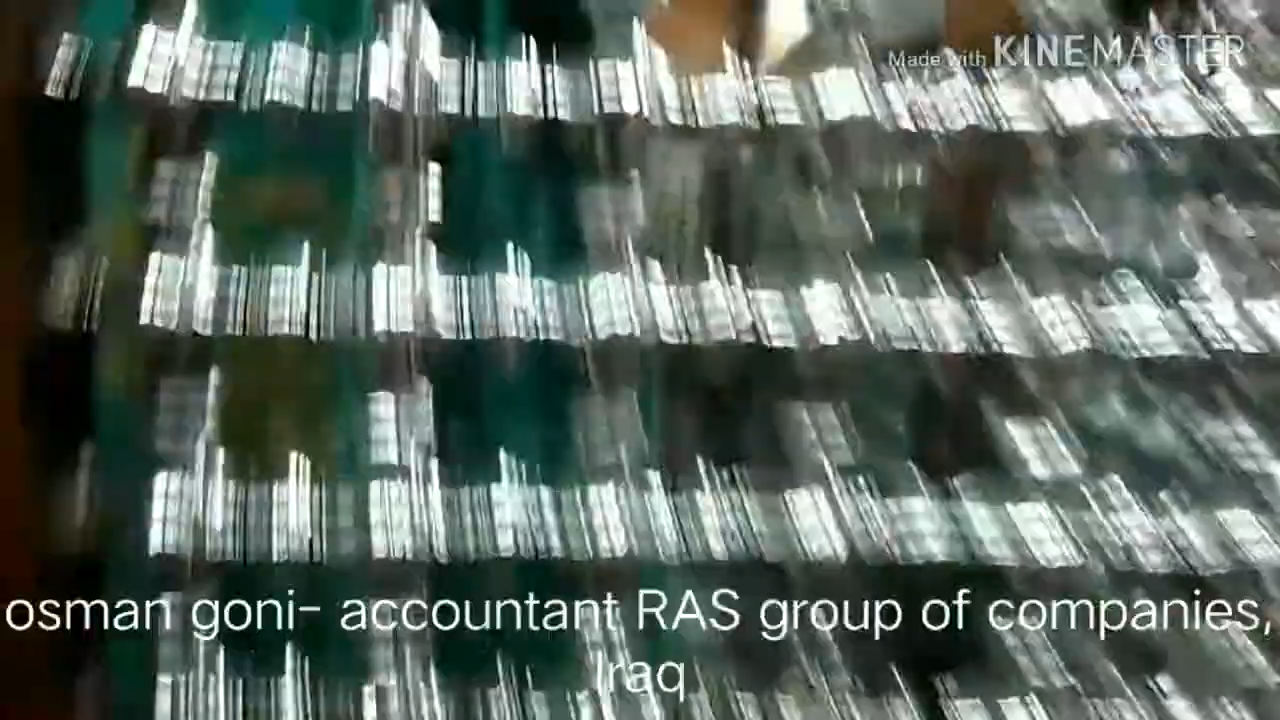 Made with KINEMASTER
osman goni- accountant RAS group of companies,
Iraq